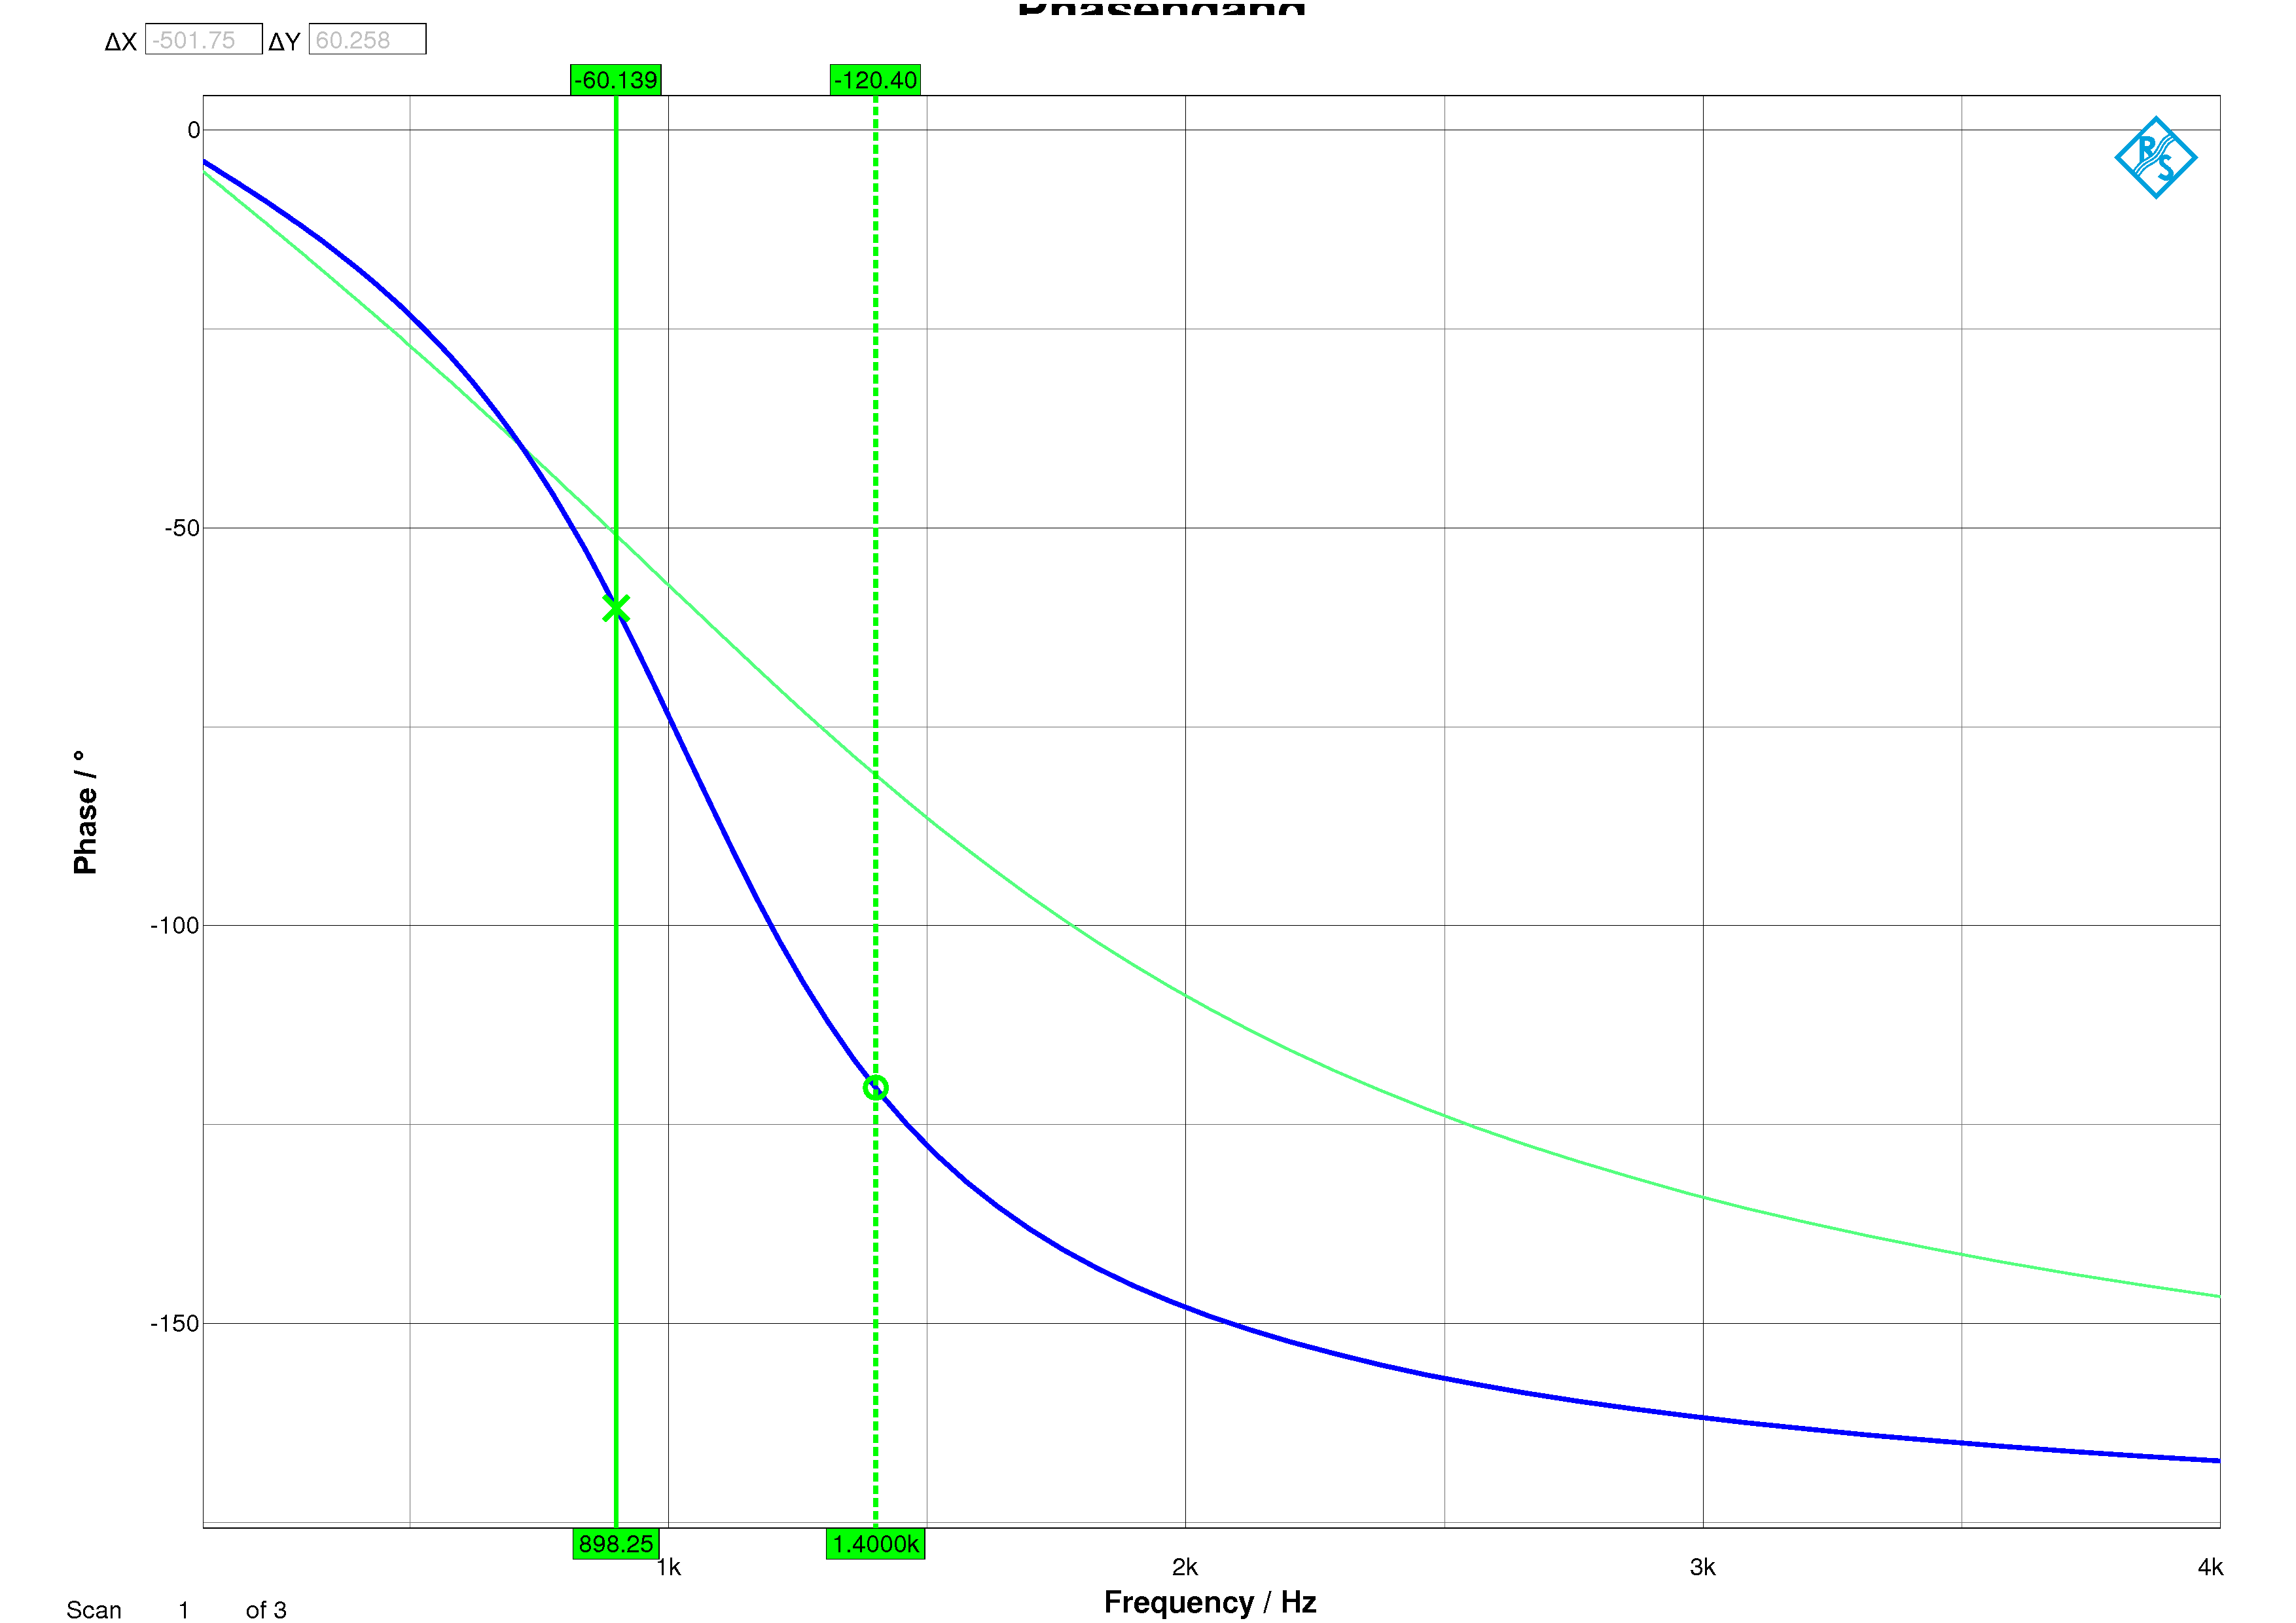 Phasengang
ΔX -501.75 ΔY 60.258
-60.139 -120.40
0
-50
-100
-150
Phase / °
R S
898.25 1.4000k
1k 2k 3k 4k
Frequency / Hz
Scan 1 of 3